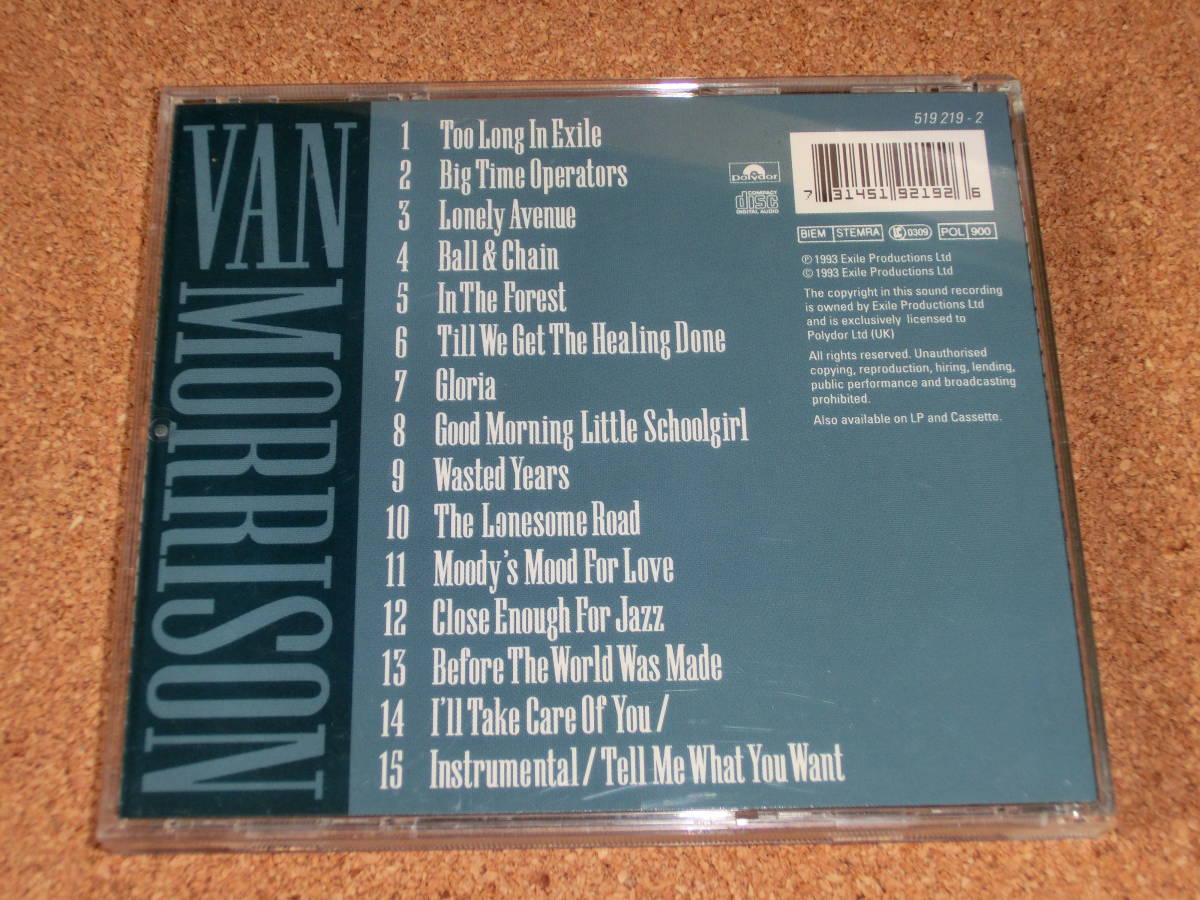 VAN MORRISON
1 Too Long In Exile
2 Big Time Operators
3 Lonely Avenue
4 Ball & Chain
5 In The Forest
6 Till We Get The Healing Done
7 Gloria
8 Good Morning Little Schoolgirl
9 Wasted Years
10 The Lonesome Road
11 Moody's Mood For Love
12 Close Enough For Jazz
13 Before The World Was Made
14 I'll Take Care Of You /
15 Instrumental / Tell Me What You Want
519 219 - 2
Polydor
COMPACT
disc
DIGITAL AUDIO
7 31451 92192 6
BIEM STEMRA LC 0309 POL 900
℗ 1993 Exile Productions Ltd
© 1993 Exile Productions Ltd
The copyright in this sound recording
is owned by Exile Productions Ltd
and is exclusively licensed to
Polydor Ltd (UK)
All rights reserved. Unauthorised
copying, reproduction, hiring, lending,
public performance and broadcasting
prohibited.
Also available on LP and Cassette.